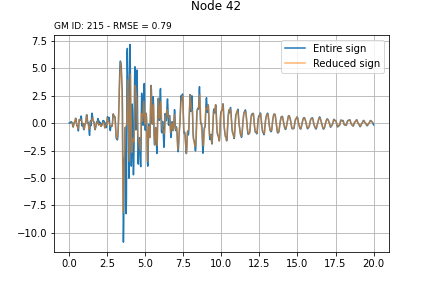 Node 42
GM ID: 215 - RMSE = 0.79
Entire sign
Reduced sign
7.5
5.0
2.5
0.0
−2.5
−5.0
−7.5
−10.0
0.0 2.5 5.0 7.5 10.0 12.5 15.0 17.5 20.0